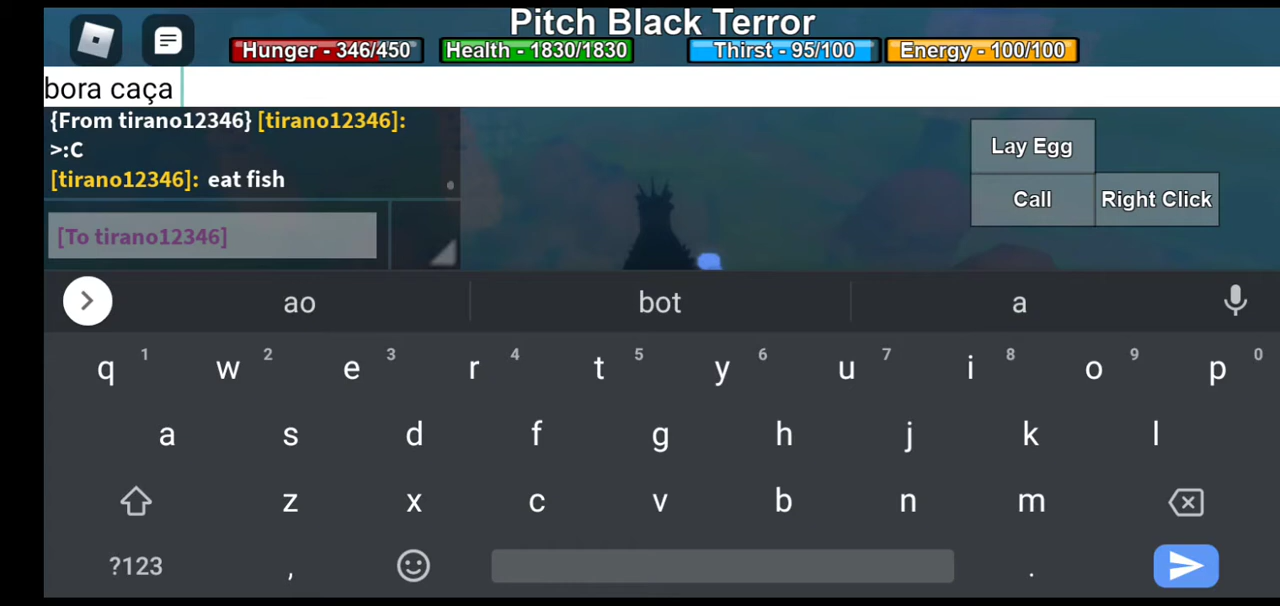 Pitch Black Terror
Hunger - 346/450 Health - 1830/1830 Thirst - 95/100 Energy - 100/100
bora caça
{From tirano12346} [tirano12346]:
>:C
[tirano12346]: eat fish
[To tirano12346]
Lay Egg
Call Right Click
ao bot a
q 1 w 2 e 3 r 4 t 5 y 6 u 7 i 8 o 9 p 0
a s d f g h j k l
z x c v b n m
?123 , .